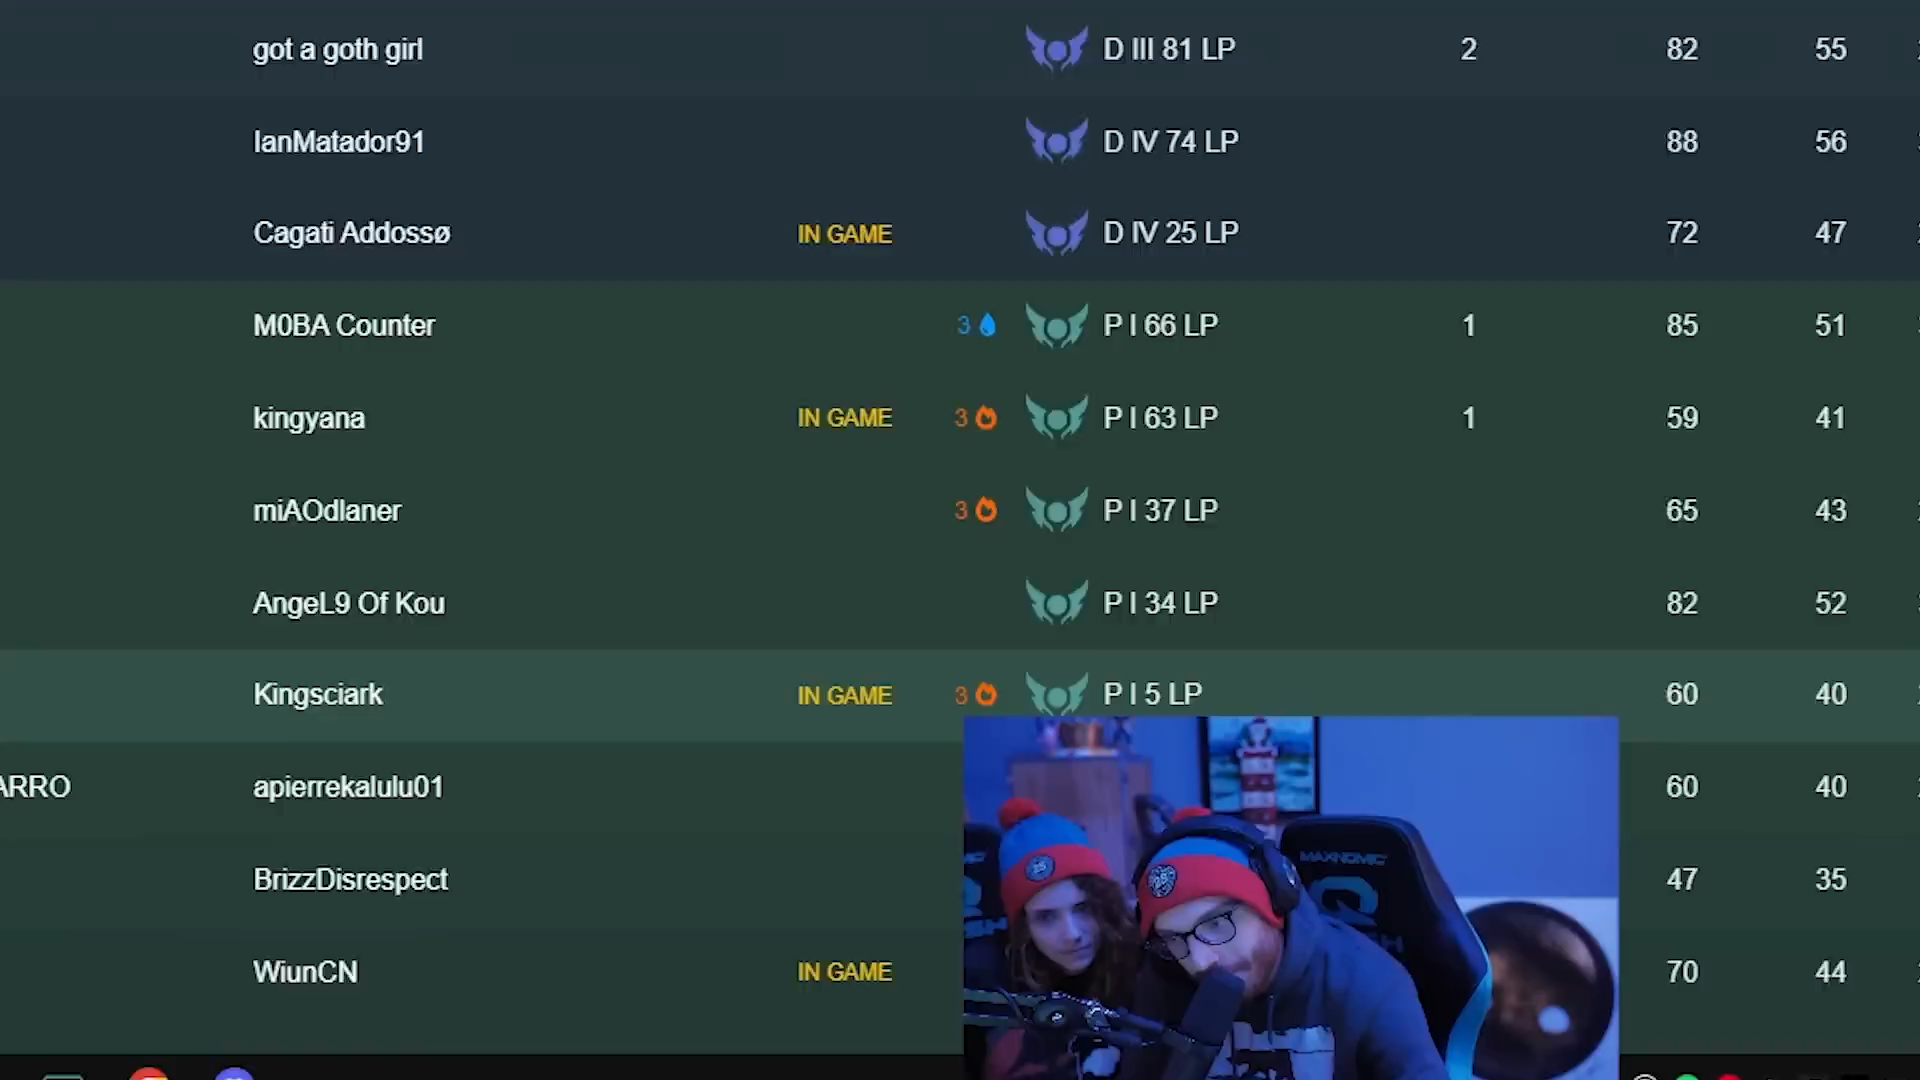 got a goth girl D III 81 LP 2 82 55
IanMatador91 D IV 74 LP 88 56
Cagati Addossø IN GAME D IV 25 LP 72 47
M0BA Counter 3 P I 66 LP 1 85 51
kingyana IN GAME 3 P I 63 LP 1 59 41
miAOdlaner 3 P I 37 LP 65 43
AngeL9 Of Kou P I 34 LP 82 52
Kingsciark IN GAME 3 P I 5 LP 60 40
ARRO apierrekalulu01 60 40
BrizzDisrespect 47 35
WiunCN IN GAME 70 44
MAXNOMIC